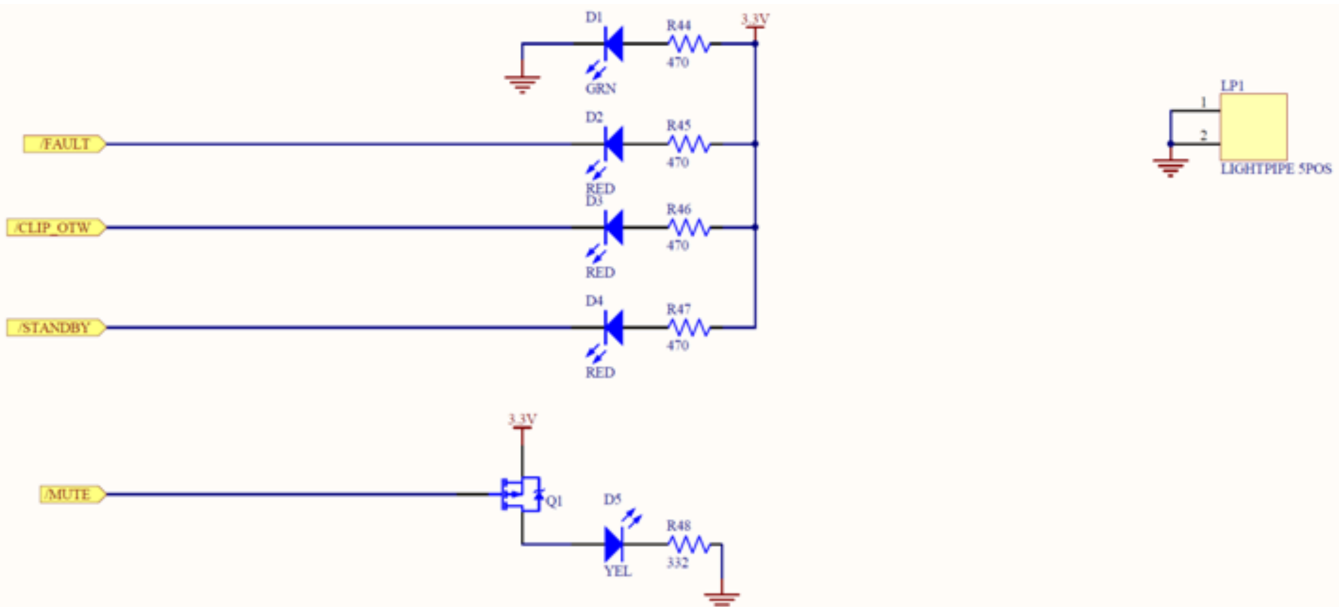 D1
R44
3.3V
470
GRN
LP1
1
2
LIGHTPIPE 5POS
D2
R45
/FAULT
470
RED
D3
R46
/CLIP_OTW
470
RED
D4
R47
/STANDBY
470
RED
3.3V
/MUTE
Q1
D5
R48
332
YEL